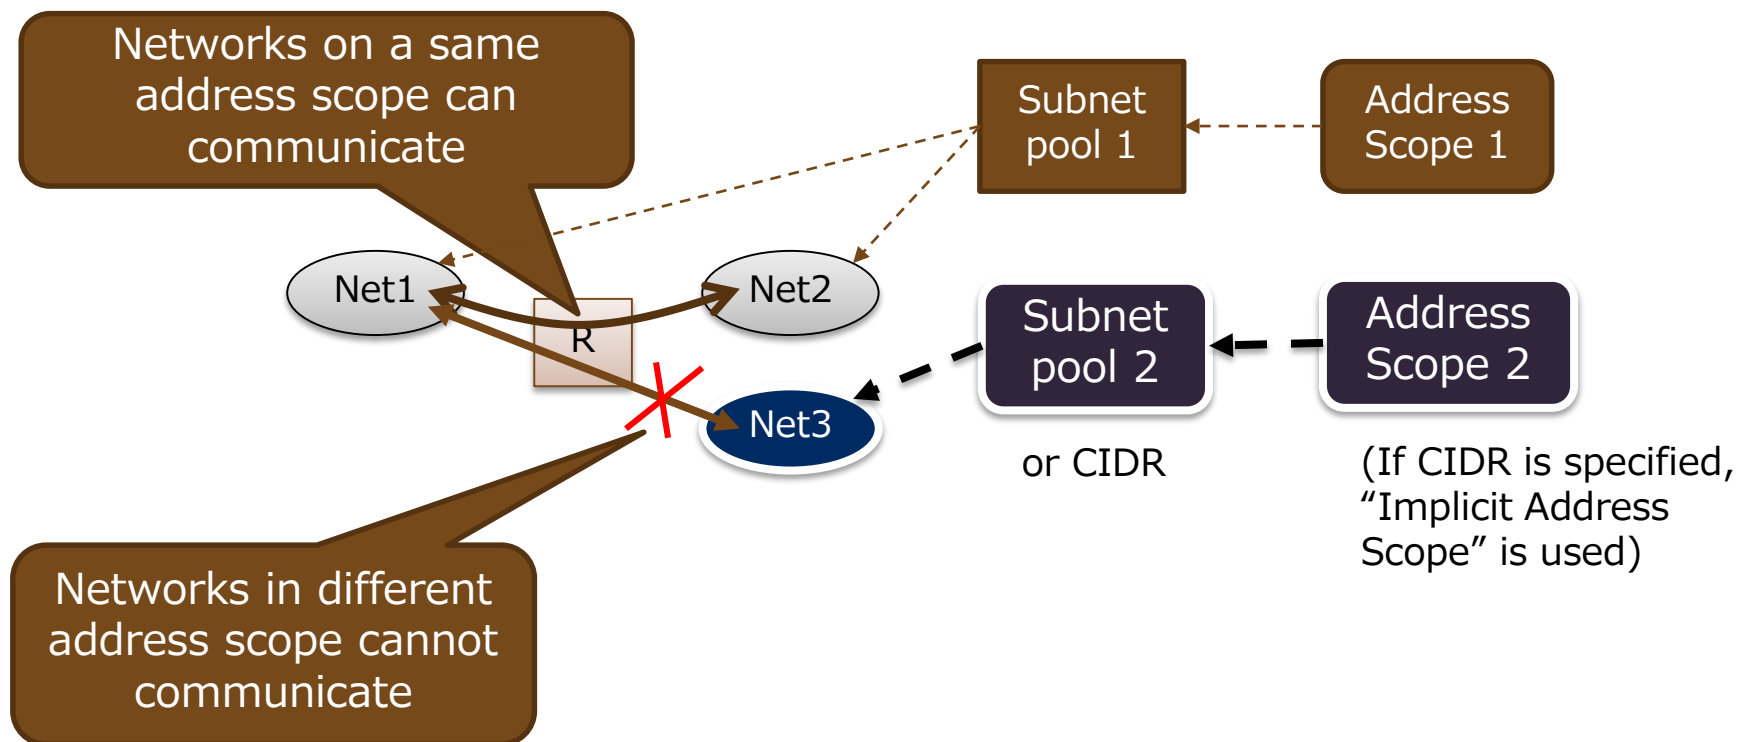 Networks on a same
address scope can
communicate
Subnet
pool 1
Address
Scope 1
Net1
Net2
R
Subnet
pool 2
Address
Scope 2
Net3
or CIDR
(If CIDR is specified,
“Implicit Address
Scope” is used)
Networks in different
address scope cannot
communicate